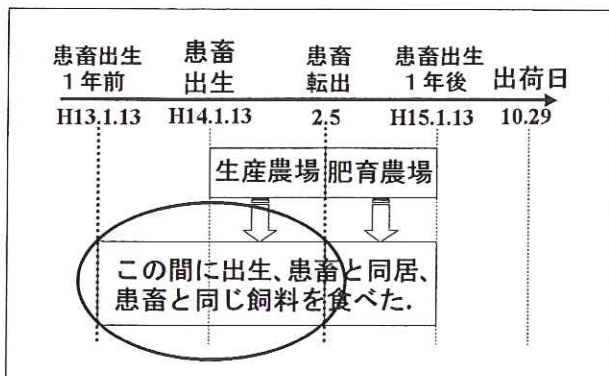 患畜出生
1年前
患畜
出生
患畜
転出
患畜出生
1年後
出荷日
H13.1.13 H14.1.13 2.5 H15.1.13 10.29
生産農場 肥育農場
この間に出生、患畜と同居、
患畜と同じ飼料を食べた.